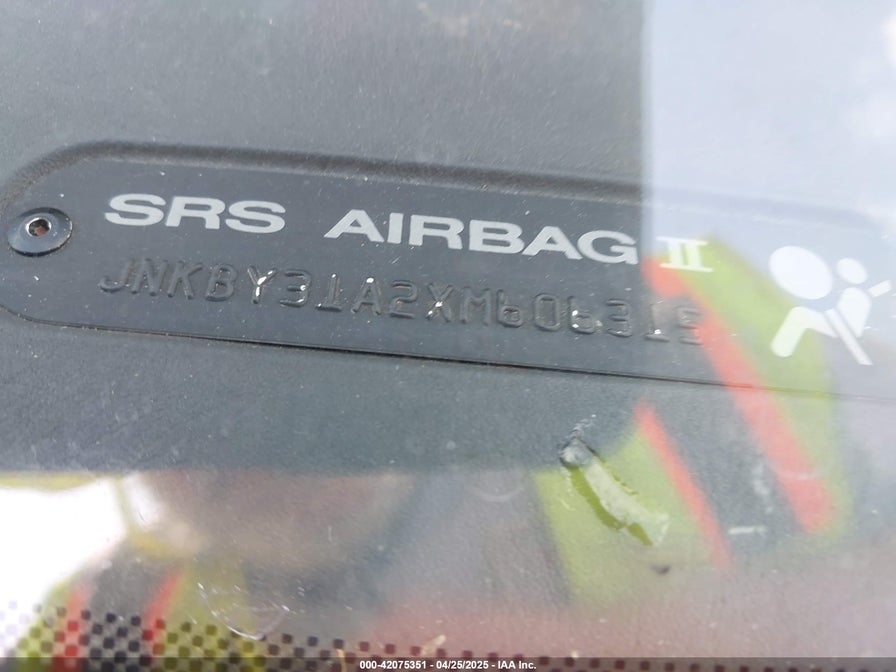 SRS AIRBAG II
JNKBY31A2XM606315
000-42075351 - 04/25/2025 - IAA Inc.